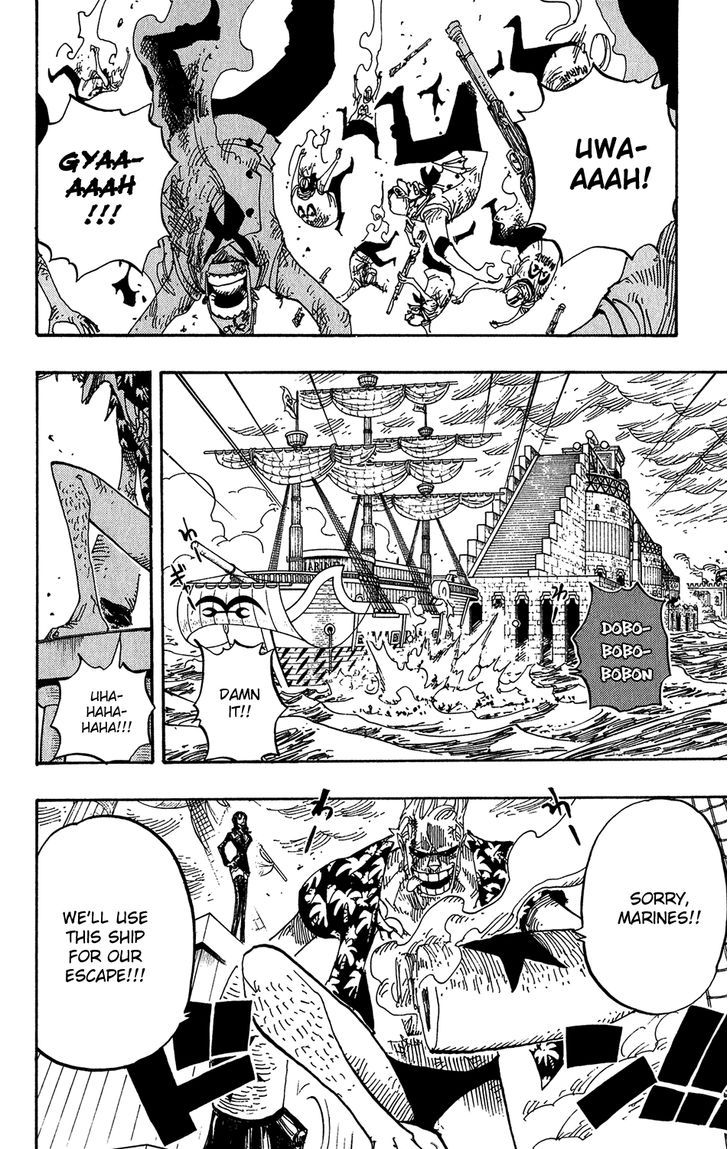 UWA-
AAAH!
GYAA-
AAAH
!!!
MARINE
DOBO-
BOBO-
BOBON
DAMN
IT!!
UHA-
HAHA-
HAHA!!!
SORRY,
MARINES!!
WE'LL USE
THIS SHIP
FOR OUR
ESCAPE!!!